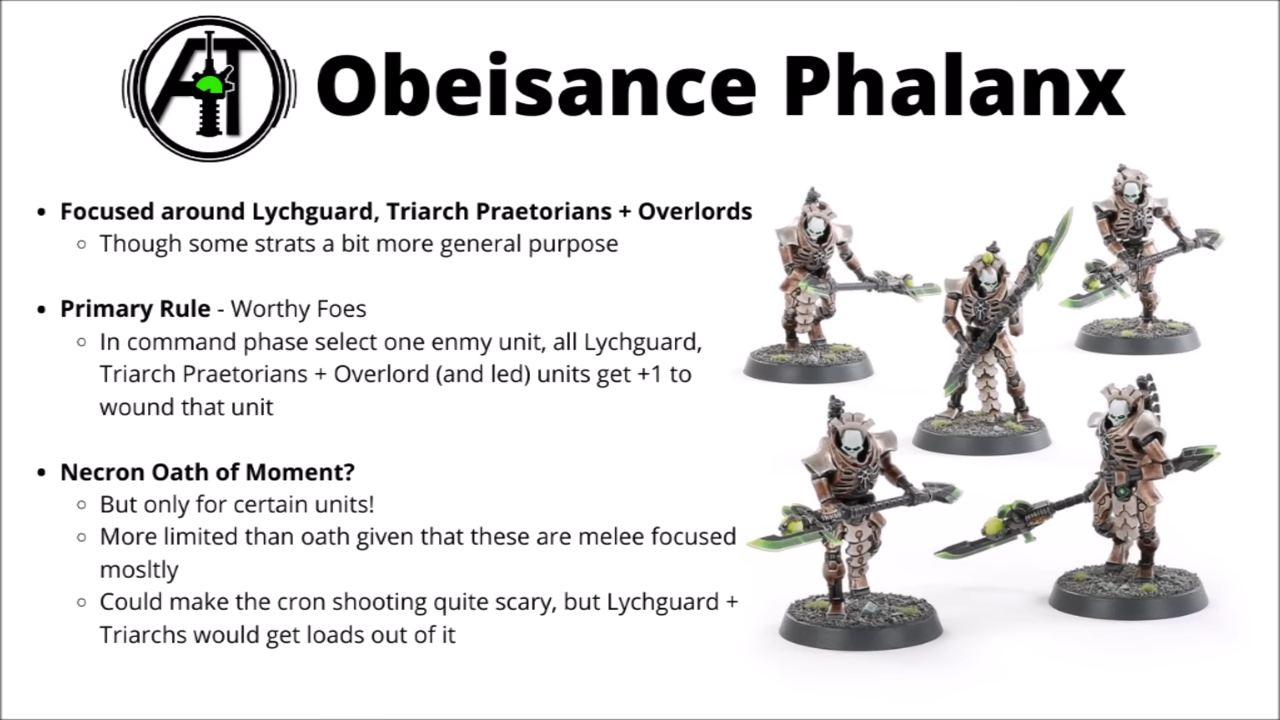 AT
Obeisance Phalanx
• Focused around Lychguard, Triarch Praetorians + Overlords
○ Though some strats a bit more general purpose
• Primary Rule - Worthy Foes
○ In command phase select one enmy unit, all Lychguard,
Triarch Praetorians + Overlord (and led) units get +1 to
wound that unit
• Necron Oath of Moment?
○ But only for certain units!
○ More limited than oath given that these are melee focused
mosltly
○ Could make the cron shooting quite scary, but Lychguard +
Triarchs would get loads out of it